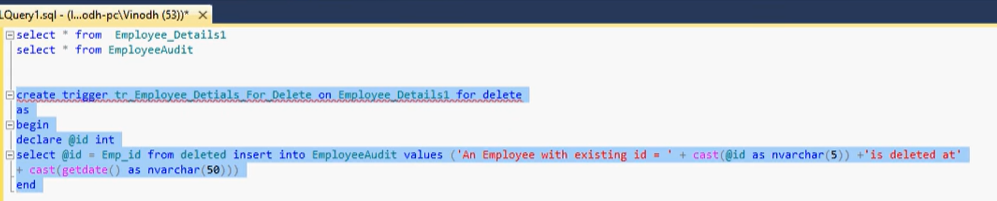 LQuery1.sql - (l...odh-pc\Vinodh (53))* ×
select * from  Employee_Details1
select * from EmployeeAudit
create trigger tr_Employee_Detials_For_Delete on Employee_Details1 for delete
as
begin
declare @id int
select @id = Emp_id from deleted insert into EmployeeAudit values ('An Employee with existing id = ' + cast(@id as nvarchar(5)) +'is deleted at'
+ cast(getdate() as nvarchar(50)))
end